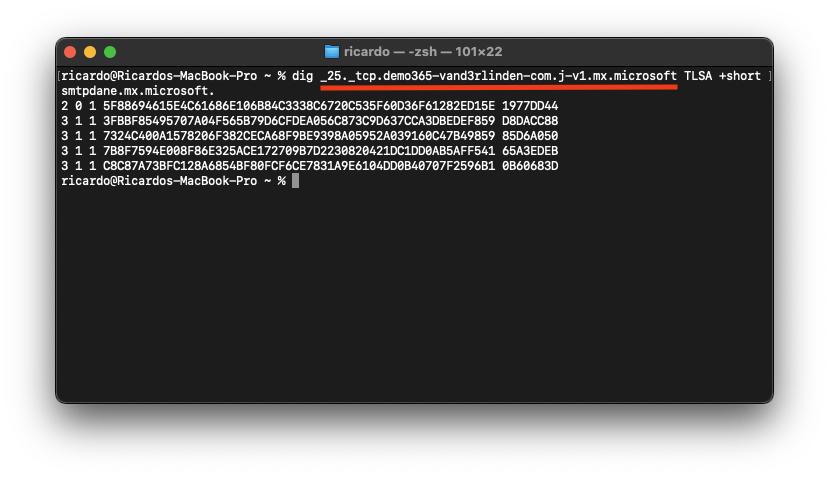 ricardo — -zsh — 101×22
[ricardo@Ricardos-MacBook-Pro ~ % dig _25._tcp.demo365-vand3rlinden-com.j-v1.mx.microsoft TLSA +short ]
smtpdane.mx.microsoft.
2 0 1 5F88694615E4C61686E106B84C3338C6720C535F60D36F61282ED15E 1977DD44
3 1 1 3FBBF85495707A04F565B79D6CFDEA056C873C9D637CCA3DBEDEF859 D8DACC88
3 1 1 7324C400A1578206F382CECA68F9BE9398A05952A039160C47B49859 85D6A050
3 1 1 7B8F7594E008F86E325ACE172709B7D2230820421DC1DD0AB5AFF541 65A3EDEB
3 1 1 C8C87A73BFC128A6854BF80FCF6CE7831A9E6104DD0B40707F2596B1 0B60683D
ricardo@Ricardos-MacBook-Pro ~ %